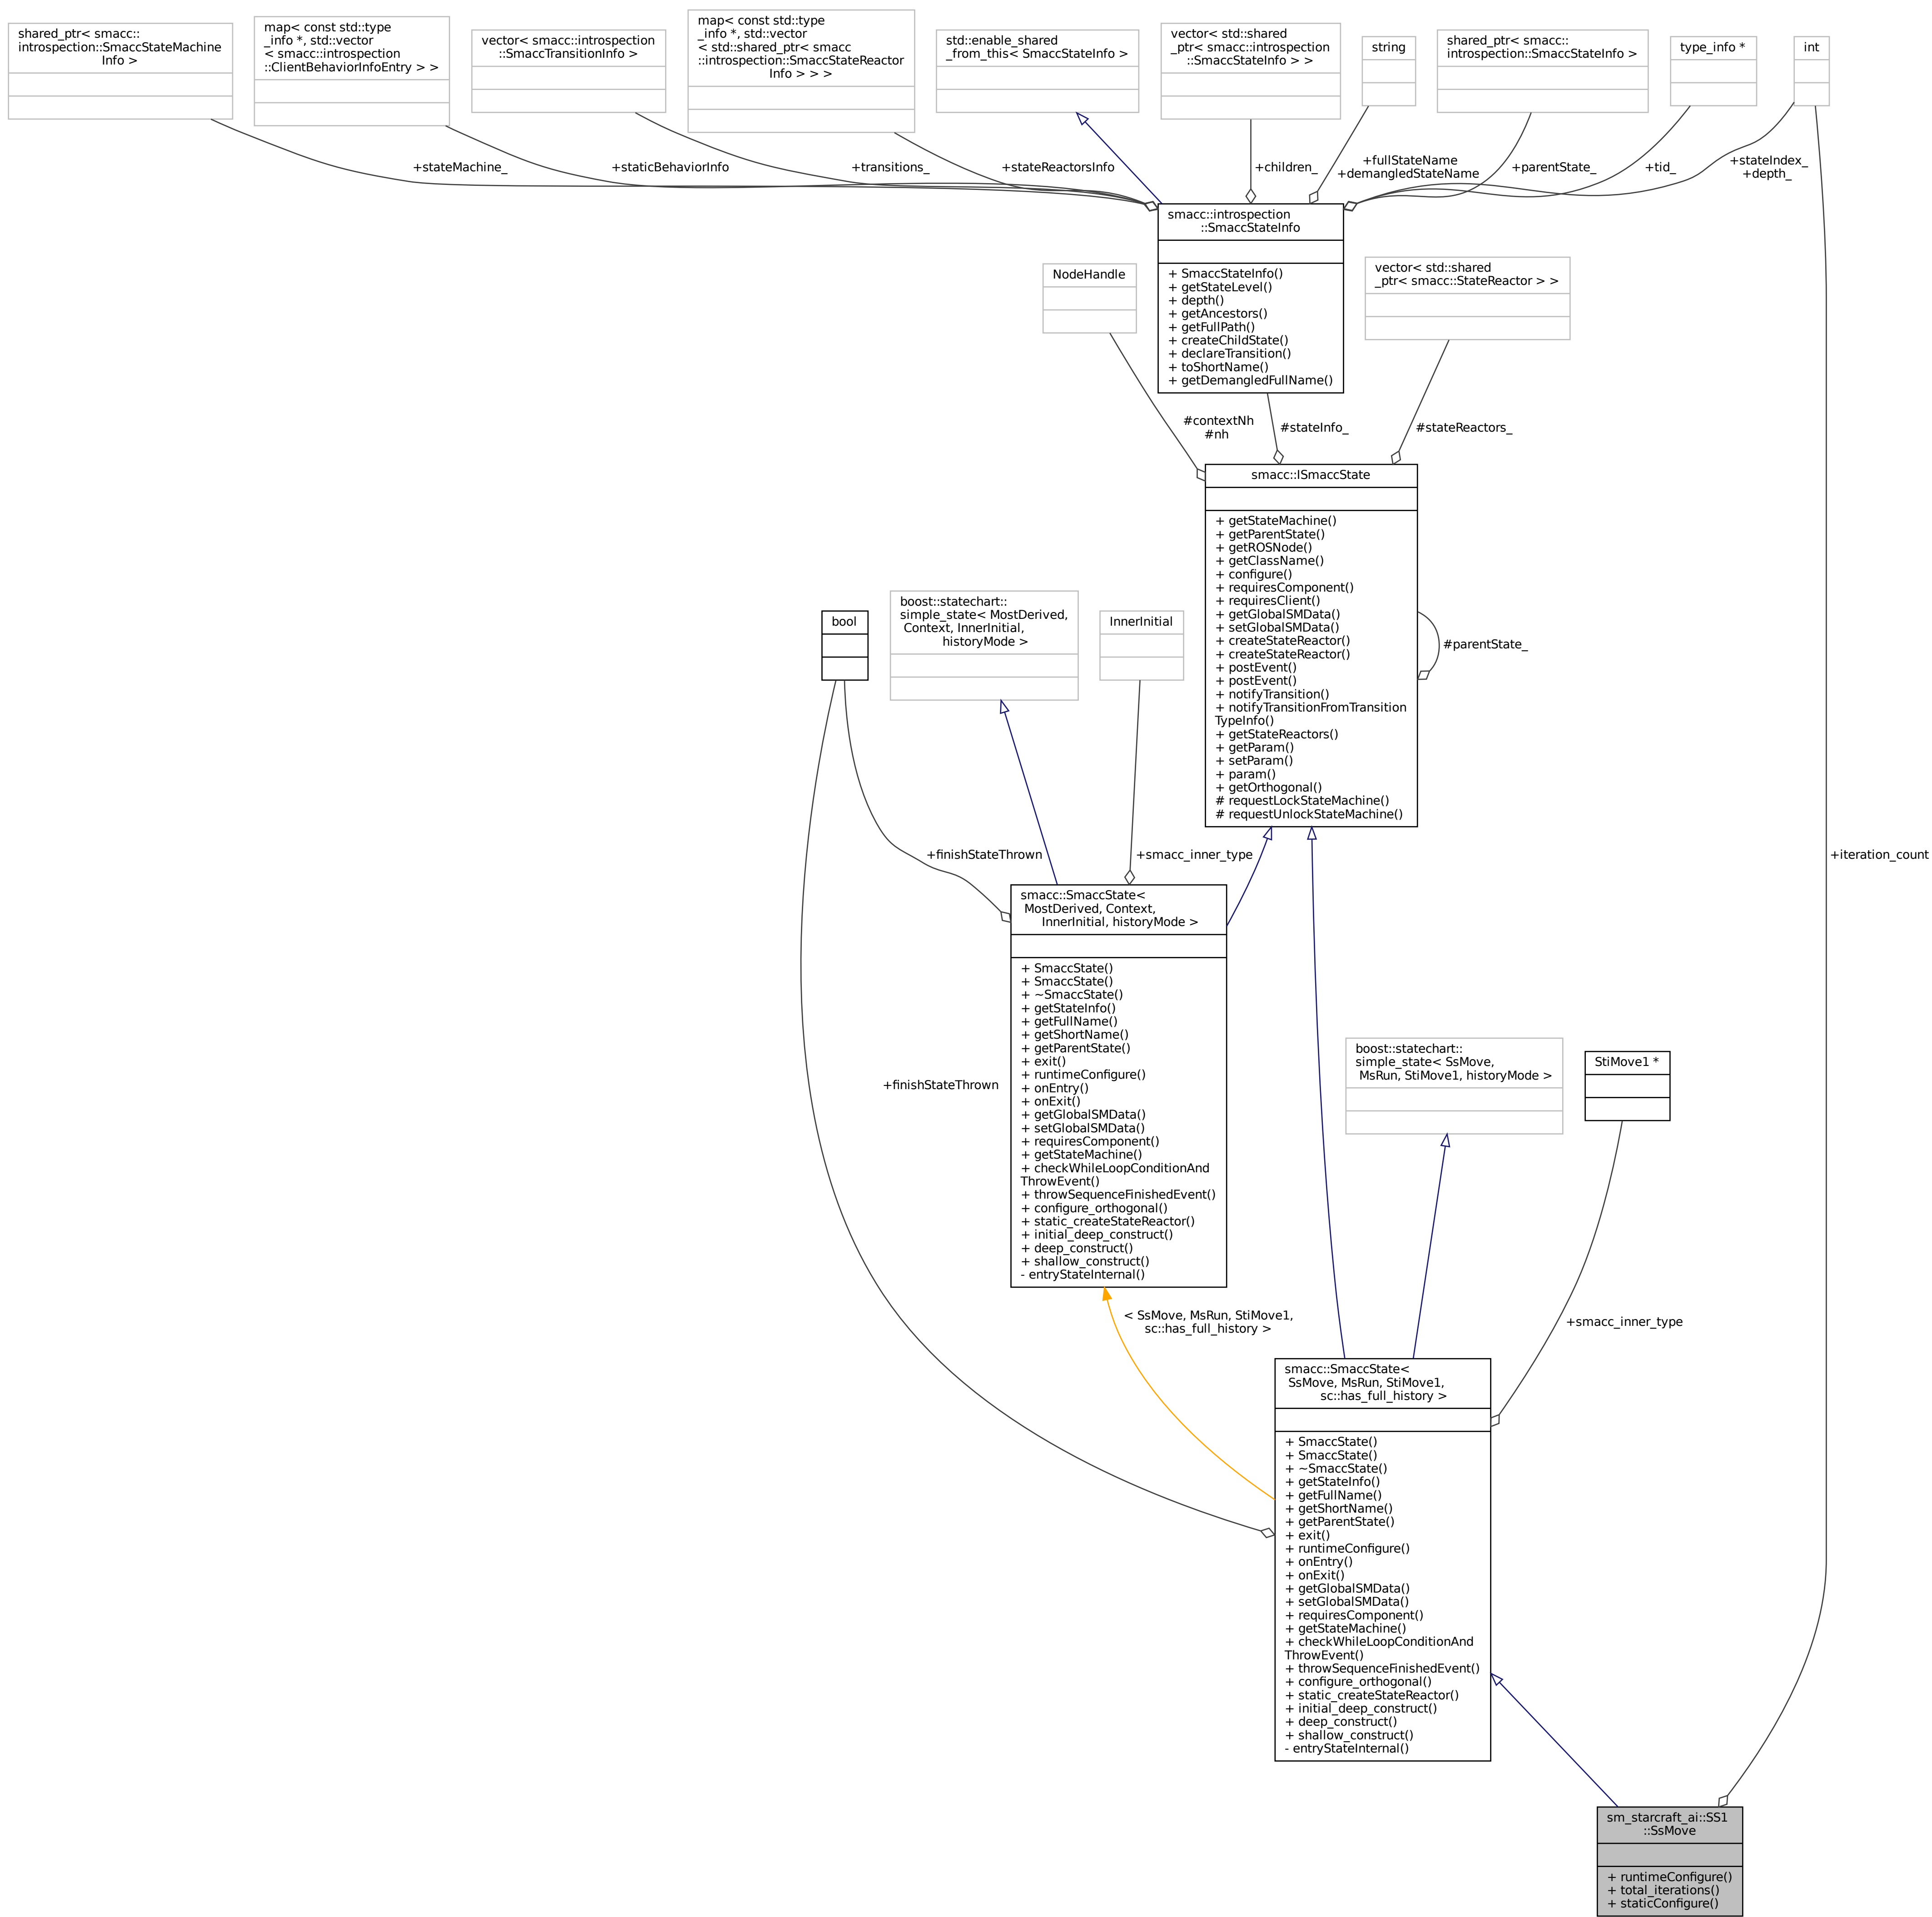 shared_ptr< smacc::
introspection::SmaccStateMachine
Info >
map< const std::type
_info *, std::vector
< smacc::introspection
::ClientBehaviorInfoEntry > >
vector< smacc::introspection
::SmaccTransitionInfo >
map< const std::type
_info *, std::vector
< std::shared_ptr< smacc
::introspection::SmaccStateReactor
Info > > >
std::enable_shared
_from_this< SmaccStateInfo >
vector< std::shared
_ptr< smacc::introspection
::SmaccStateInfo > >
string
shared_ptr< smacc::
introspection::SmaccStateInfo >
type_info *
int
+stateMachine_
+staticBehaviorInfo
+transitions_
+stateReactorsInfo
+children_
+fullStateName
+demangledStateName
+parentState_
+tid_
+stateIndex_
+depth_
smacc::introspection
::SmaccStateInfo
+ SmaccStateInfo()
+ getStateLevel()
+ depth()
+ getAncestors()
+ getFullPath()
+ createChildState()
+ declareTransition()
+ toShortName()
+ getDemangledFullName()
NodeHandle
vector< std::shared
_ptr< smacc::StateReactor > >
#contextNh
#nh
#stateInfo_
#stateReactors_
smacc::ISmaccState
+ getStateMachine()
+ getParentState()
+ getROSNode()
+ getClassName()
+ configure()
+ requiresComponent()
+ requiresClient()
+ getGlobalSMData()
+ setGlobalSMData()
+ createStateReactor()
+ createStateReactor()
+ postEvent()
+ postEvent()
+ notifyTransition()
+ notifyTransitionFromTransition
TypeInfo()
+ getStateReactors()
+ getParam()
+ setParam()
+ param()
+ getOrthogonal()
# requestLockStateMachine()
# requestUnlockStateMachine()
#parentState_
bool
boost::statechart::
simple_state< MostDerived,
Context, InnerInitial,
historyMode >
InnerInitial
+finishStateThrown
+smacc_inner_type
+iteration_count
smacc::SmaccState<
MostDerived, Context,
InnerInitial, historyMode >
+ SmaccState()
+ SmaccState()
+ ~SmaccState()
+ getStateInfo()
+ getFullName()
+ getShortName()
+ getParentState()
+ exit()
+ runtimeConfigure()
+ onEntry()
+ onExit()
+ getGlobalSMData()
+ setGlobalSMData()
+ requiresComponent()
+ getStateMachine()
+ checkWhileLoopConditionAnd
ThrowEvent()
+ throwSequenceFinishedEvent()
+ configure_orthogonal()
+ static_createStateReactor()
+ initial_deep_construct()
+ deep_construct()
+ shallow_construct()
- entryStateInternal()
+finishStateThrown
boost::statechart::
simple_state< SsMove,
MsRun, StiMove1, historyMode >
StiMove1 *
< SsMove, MsRun, StiMove1,
sc::has_full_history >
+smacc_inner_type
smacc::SmaccState<
SsMove, MsRun, StiMove1,
sc::has_full_history >
+ SmaccState()
+ SmaccState()
+ ~SmaccState()
+ getStateInfo()
+ getFullName()
+ getShortName()
+ getParentState()
+ exit()
+ runtimeConfigure()
+ onEntry()
+ onExit()
+ getGlobalSMData()
+ setGlobalSMData()
+ requiresComponent()
+ getStateMachine()
+ checkWhileLoopConditionAnd
ThrowEvent()
+ throwSequenceFinishedEvent()
+ configure_orthogonal()
+ static_createStateReactor()
+ initial_deep_construct()
+ deep_construct()
+ shallow_construct()
- entryStateInternal()
sm_starcraft_ai::SS1
::SsMove
+ runtimeConfigure()
+ total_iterations()
+ staticConfigure()